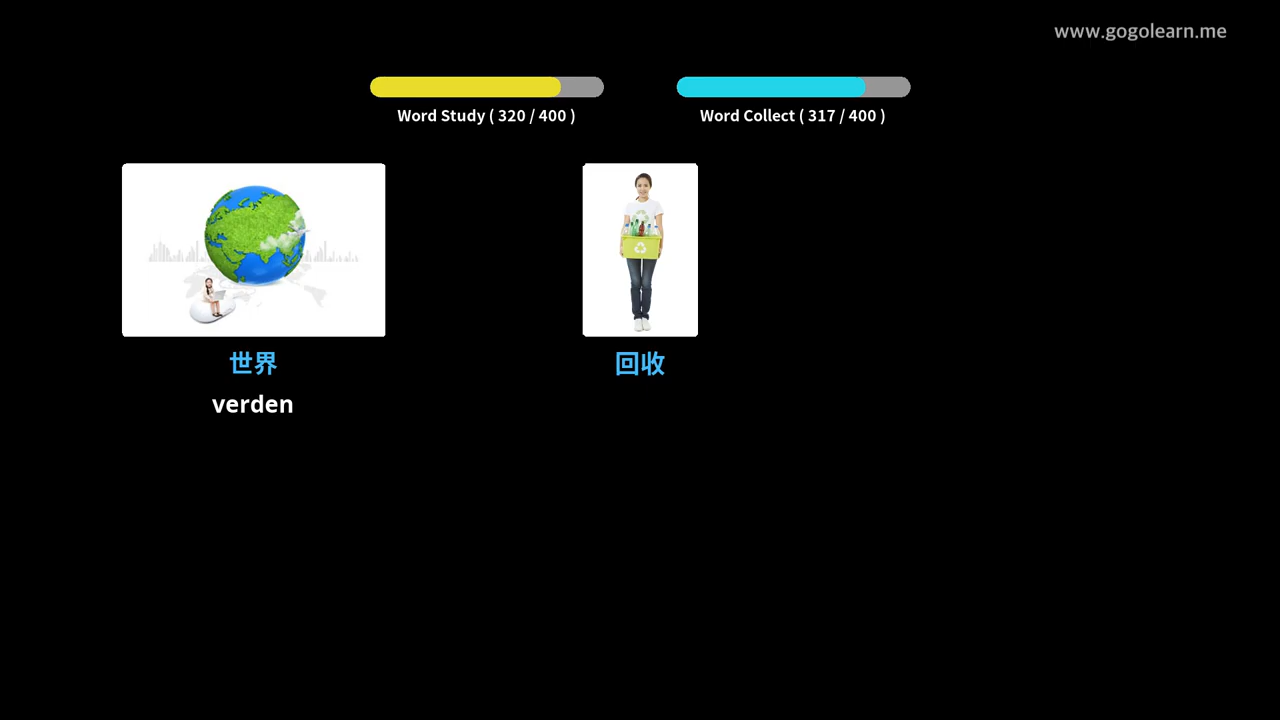 www.gogolearn.me
Word Study ( 320 / 400 )
Word Collect ( 317 / 400 )
世界
回收
verden